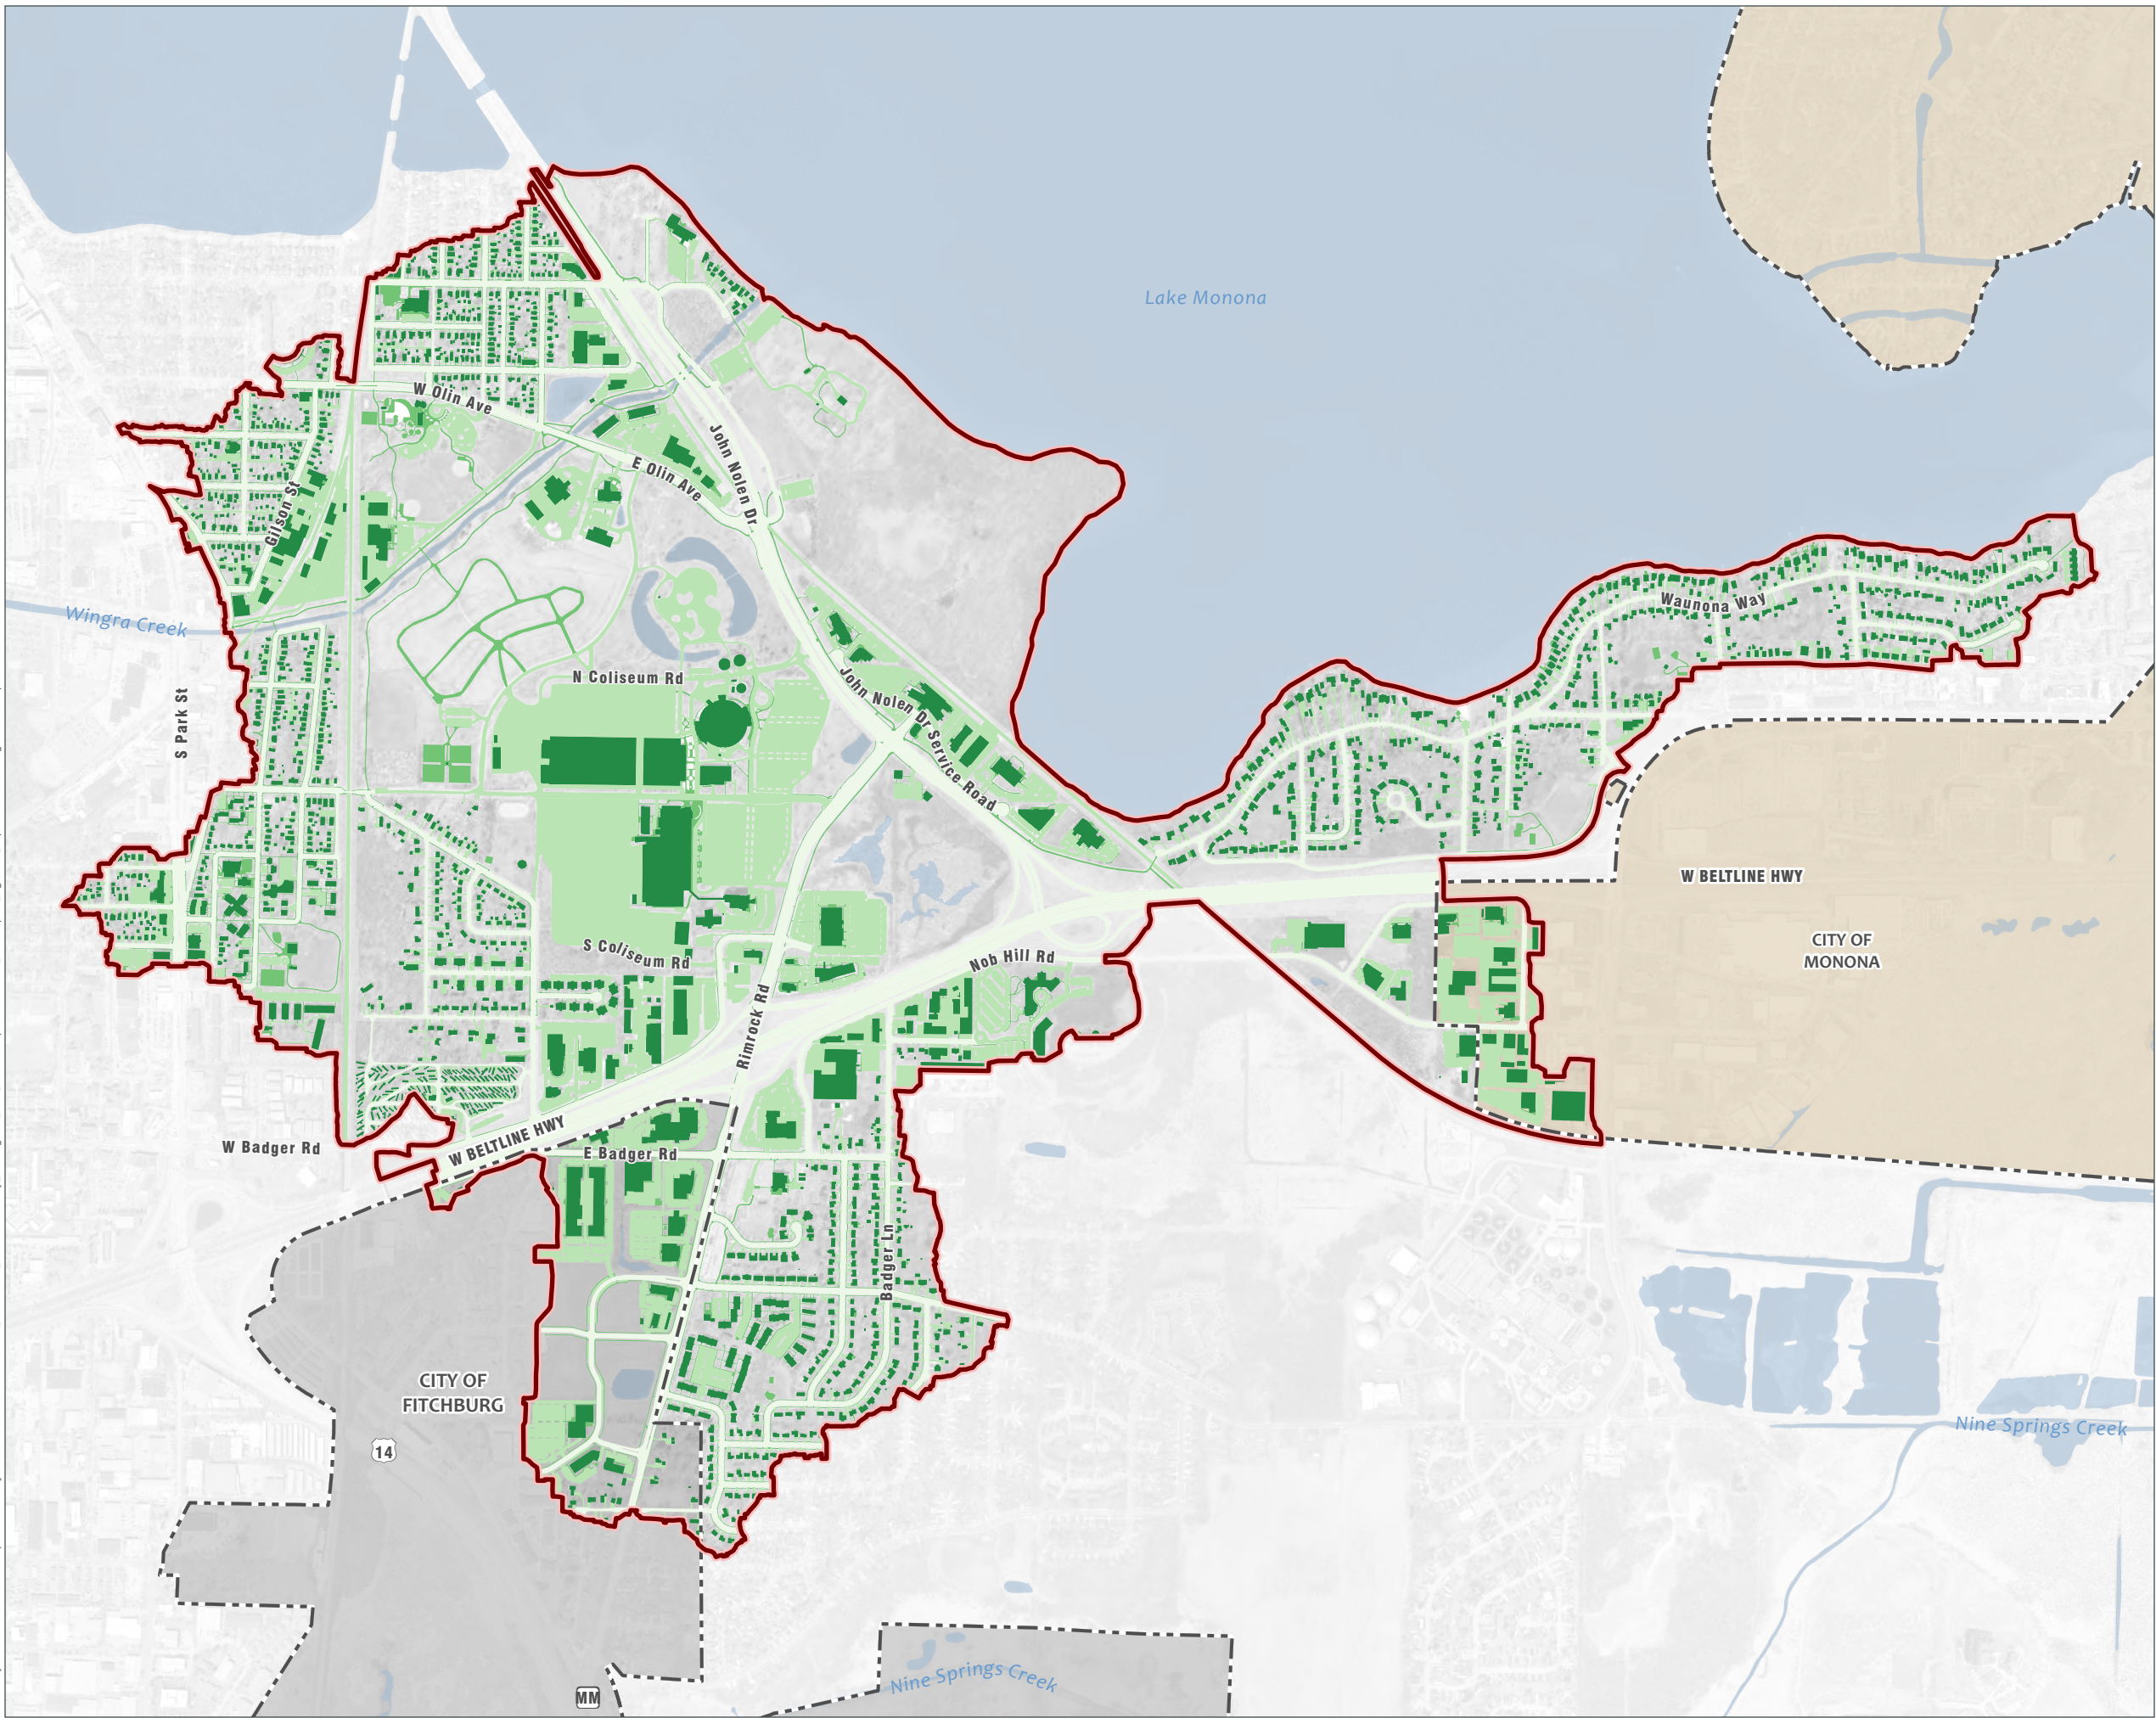 Lake Monona
W Olin Ave
John Nolen Dr
E Olin Ave
Gilson St
Waunona Way
Wingra Creek
N Coliseum Rd
S Park St
John Nolen Dr Service Road
W BELTLINE HWY
CITY OF
MONONA
S Coliseum Rd
Nob Hill Rd
Rimrock Rd
W Badger Rd
W BELTLINE HWY
E Badger Rd
Badger Ln
CITY OF
FITCHBURG
14
Nine Springs Creek
Nine Springs Creek
MM